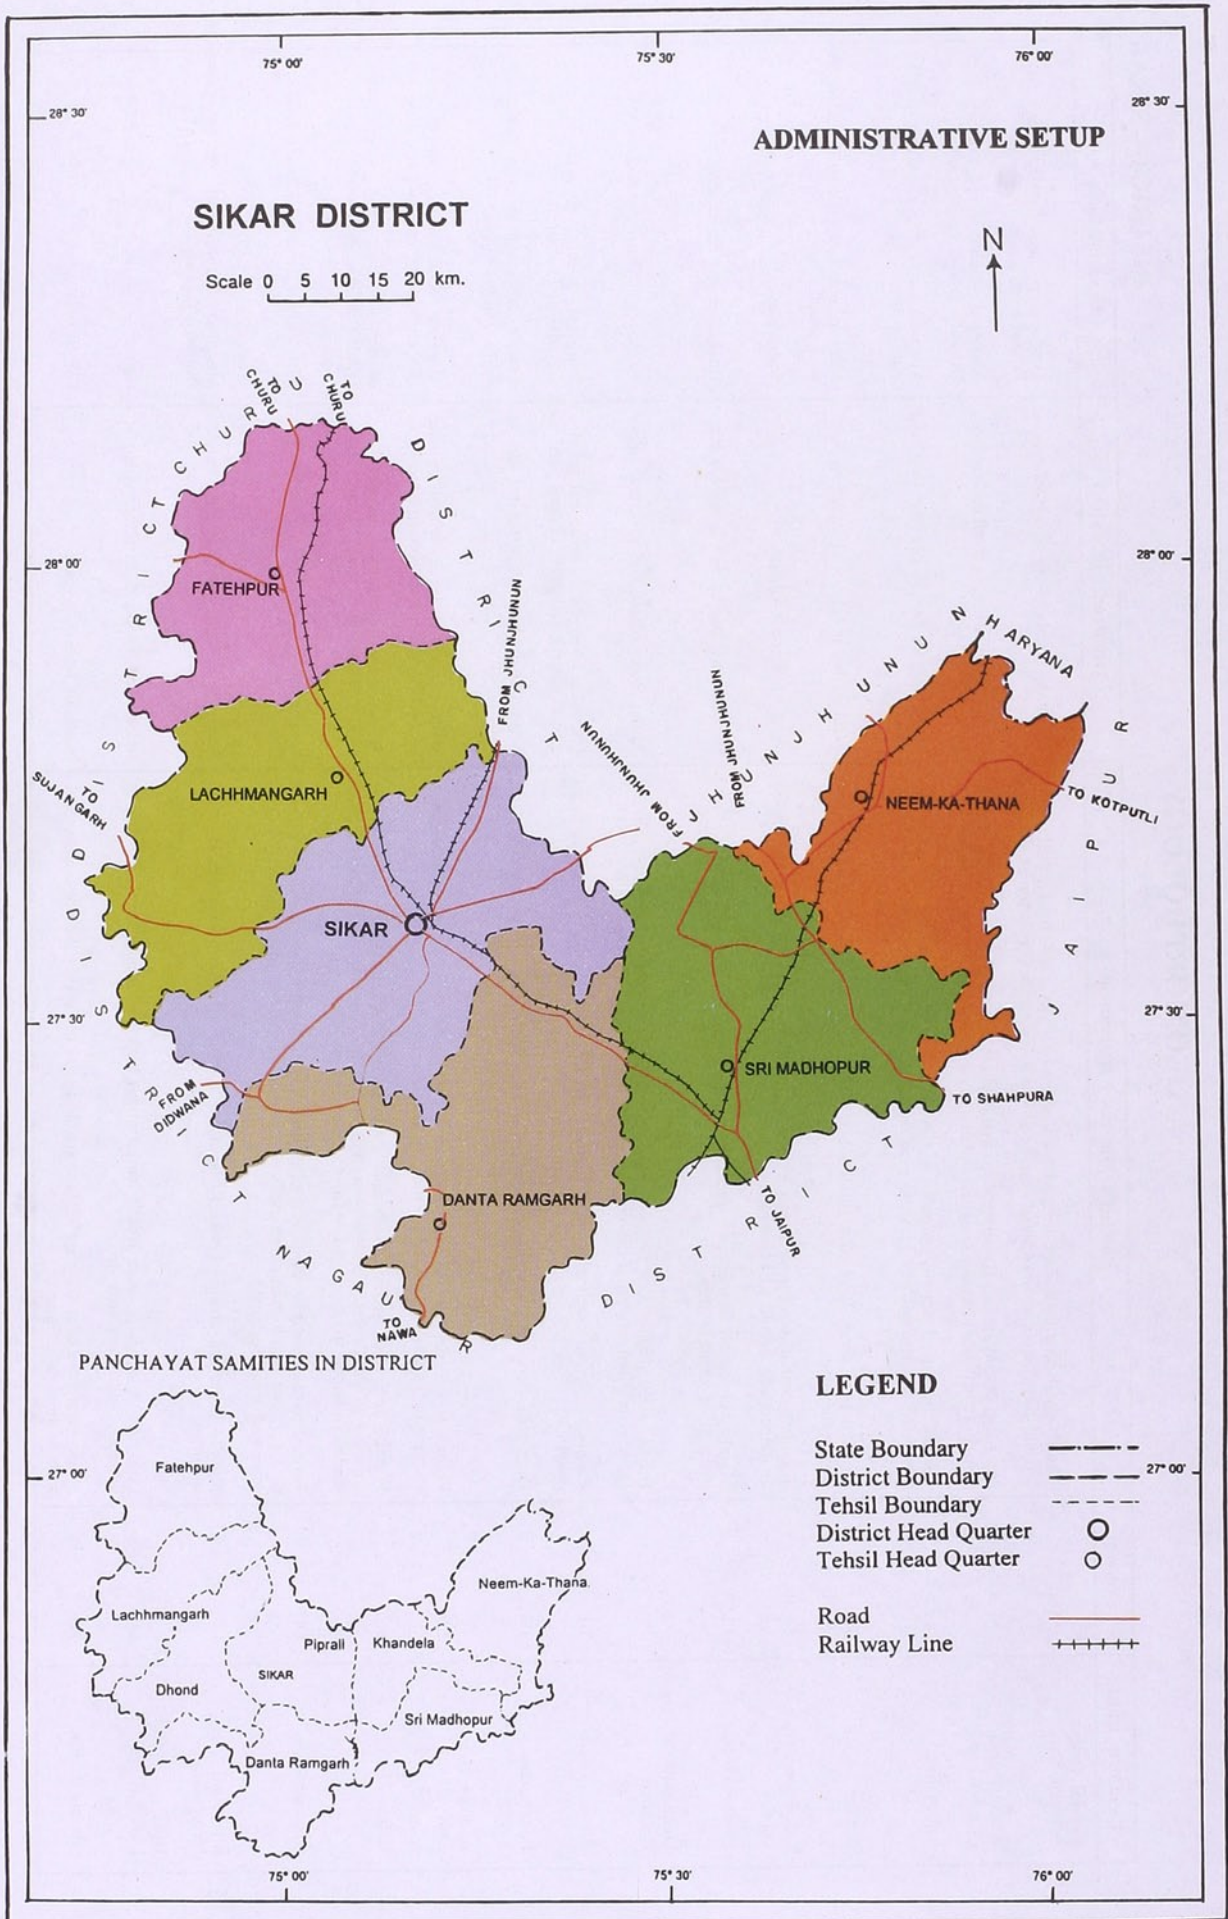 75° 00'
75° 30'
76° 00'
28° 30'
28° 30'
ADMINISTRATIVE SETUP
SIKAR DISTRICT
Scale 0 5 10 15 20 km.
N
TO CHURU
TO CHURU
CHURU DISTRICT
DISTRICT
28° 00'
28° 00'
FATEHPUR
FROM JHUNJHUNUN
HARYANA
JHUNJHUNUN
FROM JHUNJHUNUN
FROM JHUNJHUNUN
TO SUJANGARH
LACHHMANGARH
NEEM-KA-THANA
TO KOTPUTLI
JAIPUR
SIKAR
27° 30'
27° 30'
DISTRICT
FROM DIDWANA
SRI MADHOPUR
TO SHAHPURA
DANTA RAMGARH
TO JAIPUR
DISTRICT
NAGAUR
TO NAWA
PANCHAYAT SAMITIES IN DISTRICT
Fatehpur
Neem-Ka-Thana
Lachhmangarh
Piprali
Khandela
SIKAR
Dhond
Sri Madhopur
Danta Ramgarh
LEGEND
State Boundary
District Boundary
Tehsil Boundary
District Head Quarter
Tehsil Head Quarter
Road
Railway Line
27° 00'
27° 00'
75° 00'
75° 30'
76° 00'